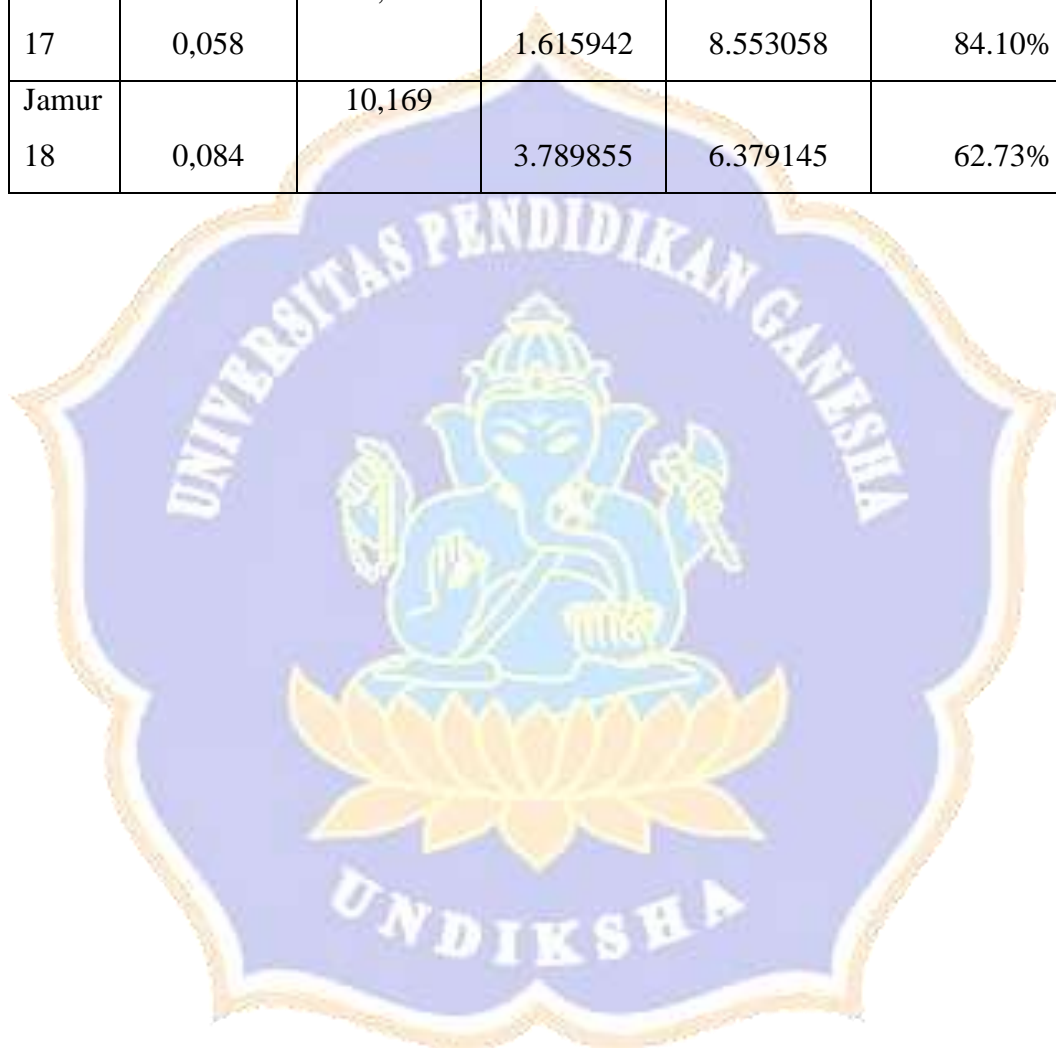 17 0,058 1.615942 8.553058 84.10%
Jamur 10,169
18 0,084 3.789855 6.379145 62.73%
UNIVERSITAS PENDIDIKAN GANESHA
UNDIKSHA